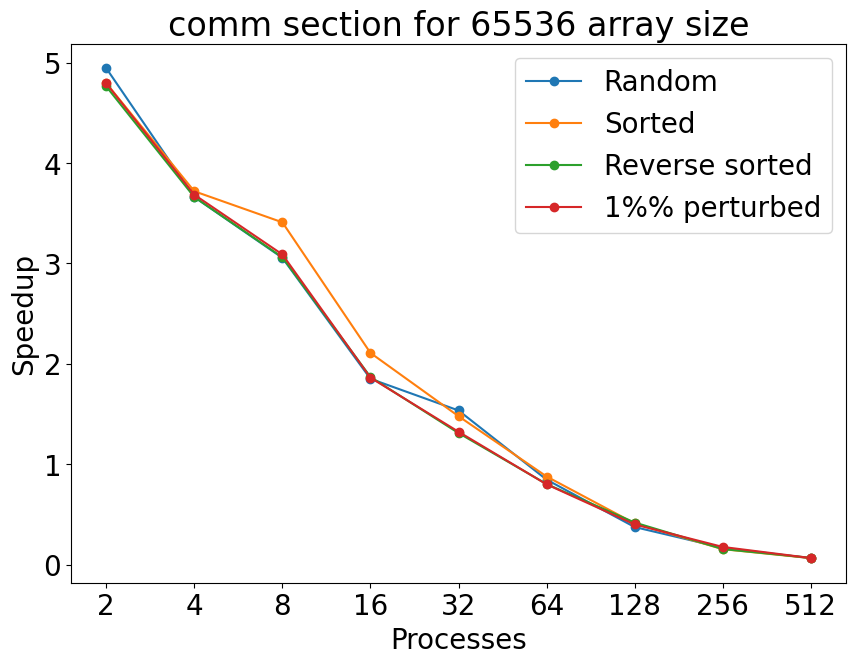 comm section for 65536 array size
Random
Sorted
Reverse sorted
1%% perturbed
Speedup
5
4
3
2
1
0
2 4 8 16 32 64 128 256 512
Processes